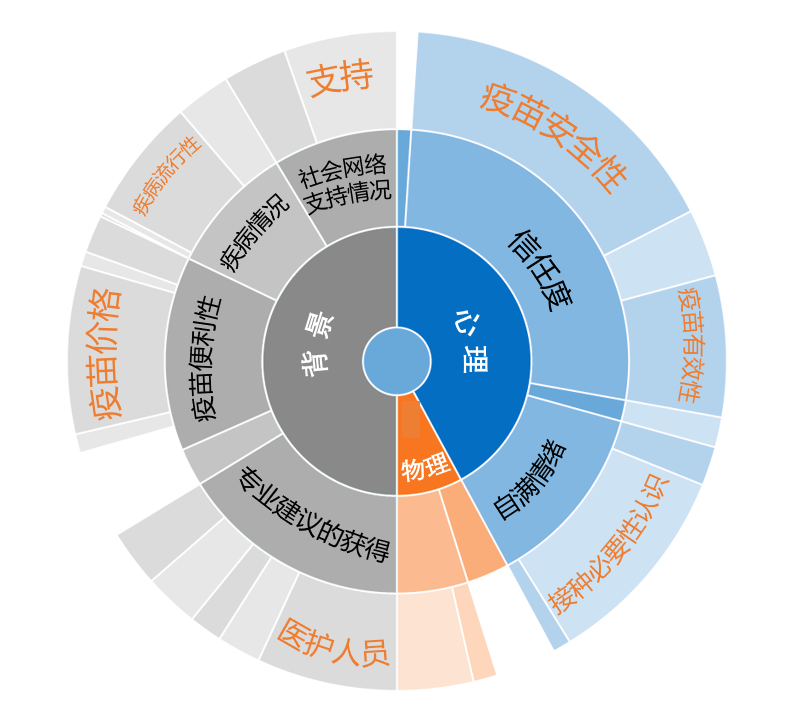 心理
信任度
疫苗安全性
疫苗有效性
自满情绪
接种必要性认识
物理
背景
专业建议的获得
医护人员
疫苗便利性
疫苗价格
疾病情况
疾病流行性
社会网络
支持情况
支持